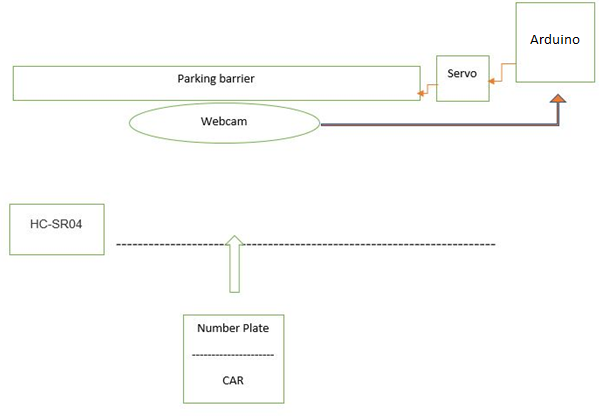 Arduino
Servo
Parking barrier
Webcam
HC-SR04
Number Plate
CAR